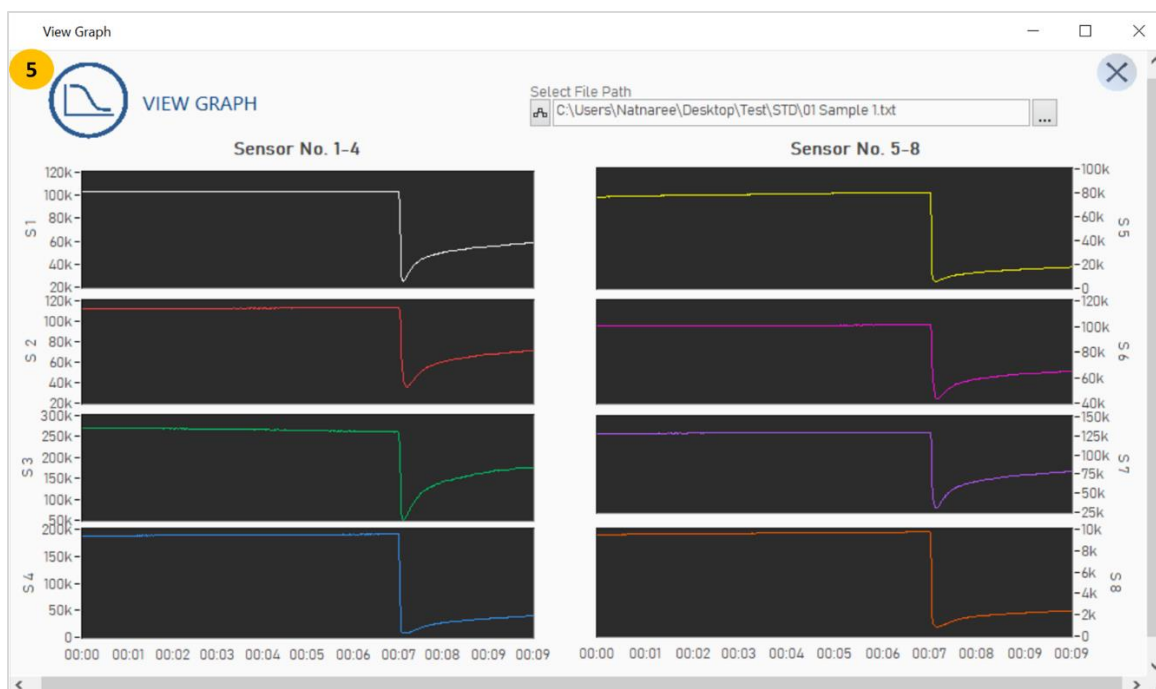 View Graph
5
VIEW GRAPH
Select File Path
C:\Users\Natnaree\Desktop\Test\STD\01 Sample 1.txt
...
Sensor No. 1-4
120k
100k
80k
60k
40k
20k
S 1
120k
100k
80k
60k
40k
20k
S 2
300k
250k
200k
150k
100k
50k
S 3
200k
150k
100k
50k
0
S 4
00:00 00:01 00:02 00:03 00:04 00:05 00:06 00:07 00:08 00:09 00:09
Sensor No. 5-8
100k
80k
60k
40k
20k
0
S 5
120k
100k
80k
60k
40k
S 6
150k
125k
100k
75k
50k
25k
S 7
10k
8k
6k
4k
2k
0
S 8
00:00 00:01 00:02 00:03 00:04 00:05 00:06 00:07 00:08 00:09 00:09